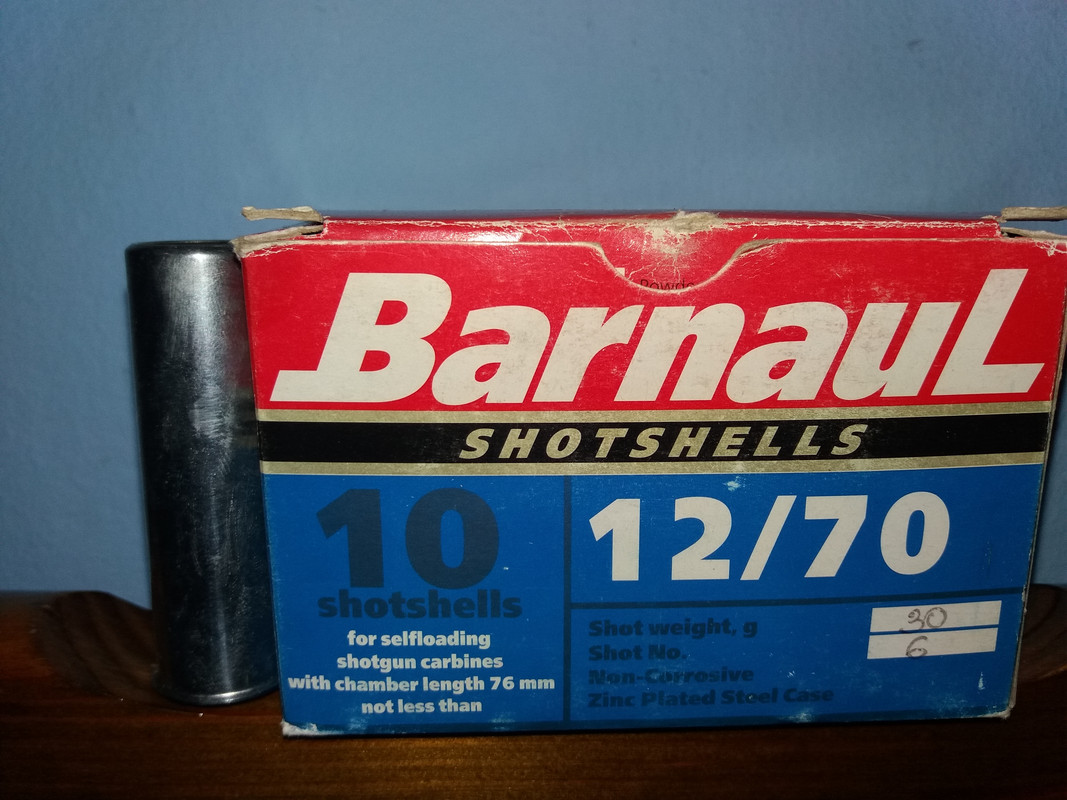 Powde
BarnauL
SHOTSHELLS
10
shotshells
for selfloading
shotgun carbines
with chamber length 76 mm
not less than
12/70
Shot weight, g 30
Shot No. 6
Non-Corrosive
Zinc Plated Steel Case